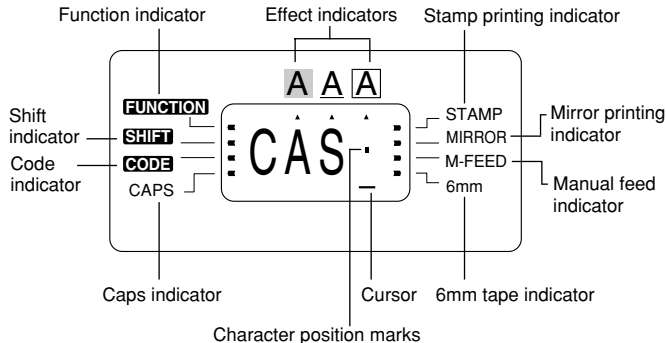 Function indicator
Effect indicators
Stamp printing indicator
A A A
FUNCTION
STAMP
Shift indicator
SHIFT
MIRROR
Mirror printing indicator
CAS
Code indicator
CODE
M-FEED
Manual feed indicator
CAPS
6mm
Caps indicator
Cursor
6mm tape indicator
Character position marks